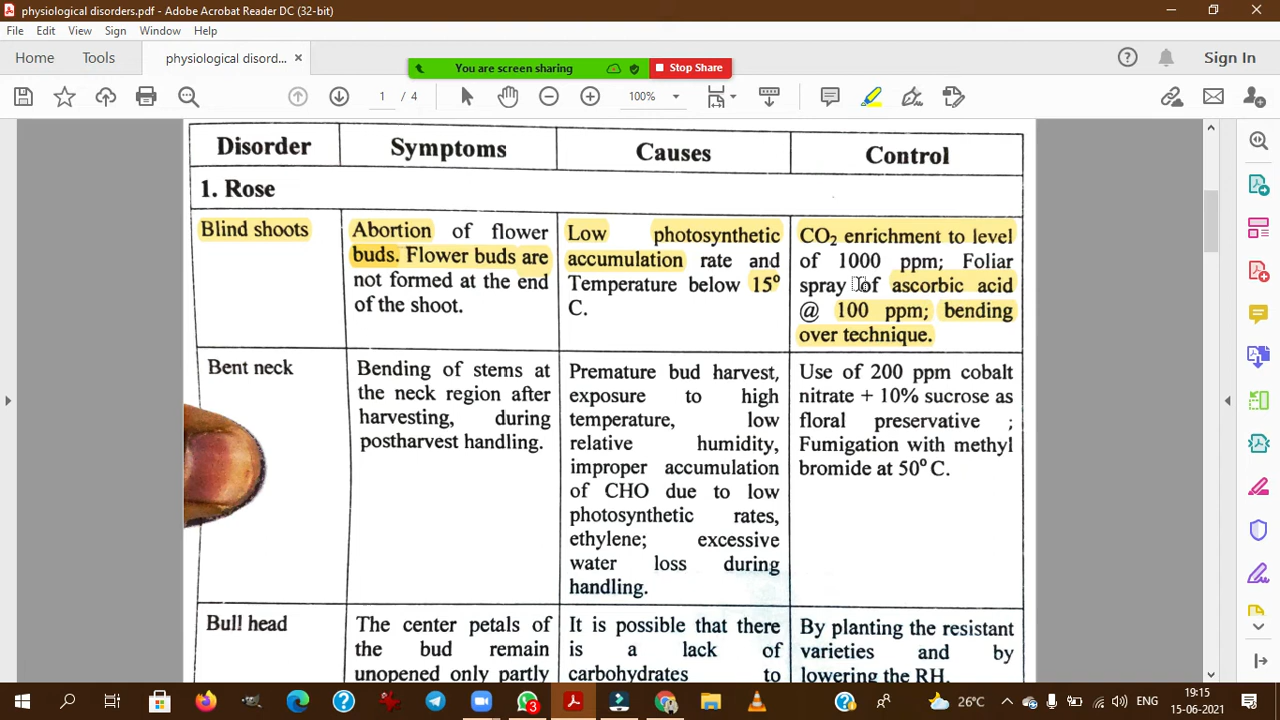 physiological disorders.pdf - Adobe Acrobat Reader DC (32-bit)
File Edit View Sign Window Help
Home Tools physiological disord... × Sign In
You are screen sharing Stop Share
1 / 4 100%
Disorder Symptoms Causes Control
1. Rose
Blind shoots
Abortion of flower
buds. Flower buds are
not formed at the end
of the shoot.
Low photosynthetic
accumulation rate and
Temperature below 15º
C.
CO₂ enrichment to level
of 1000 ppm; Foliar
spray of ascorbic acid
@ 100 ppm; bending
over technique.
Bent neck
Bending of stems at
the neck region after
harvesting, during
postharvest handling.
Premature bud harvest,
exposure to high
temperature, low
relative humidity,
improper accumulation
of CHO due to low
photosynthetic rates,
ethylene; excessive
water loss during
handling.
Use of 200 ppm cobalt
nitrate + 10% sucrose as
floral preservative ;
Fumigation with methyl
bromide at 50º C.
Bull head
The center petals of
the bud remain
unopened only partly
It is possible that there
is a lack of
carbohydrates to
By planting the resistant
varieties and by
lowering the RH.
3
26°C ENG 19:15
15-06-2021